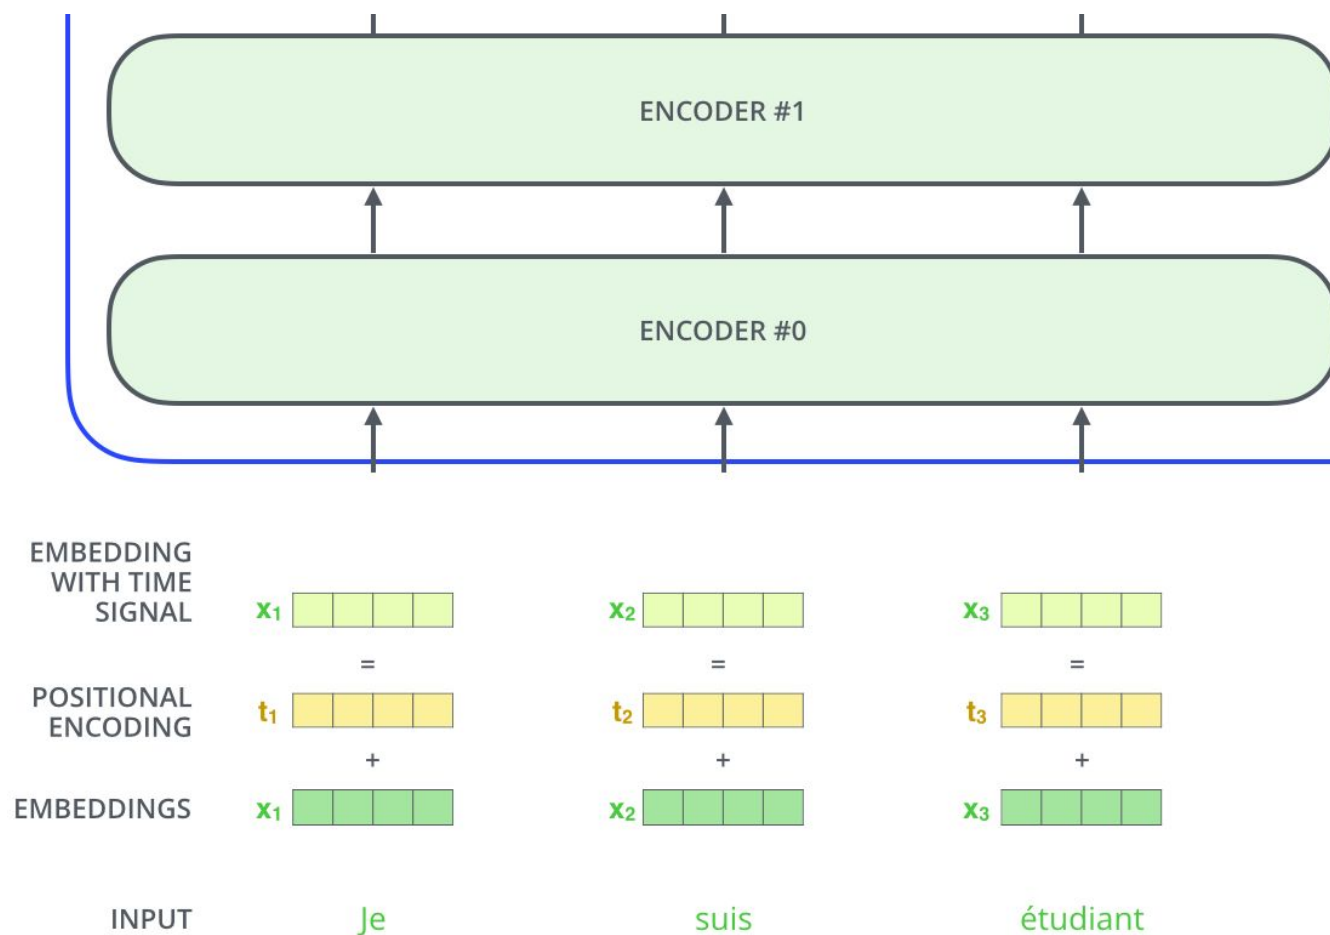 ENCODER #1
ENCODER #0
EMBEDDING
WITH TIME
SIGNAL
x₁ x₂ x₃
= = =
POSITIONAL
ENCODING
t₁ t₂ t₃
+ + +
EMBEDDINGS x₁ x₂ x₃
INPUT Je suis étudiant